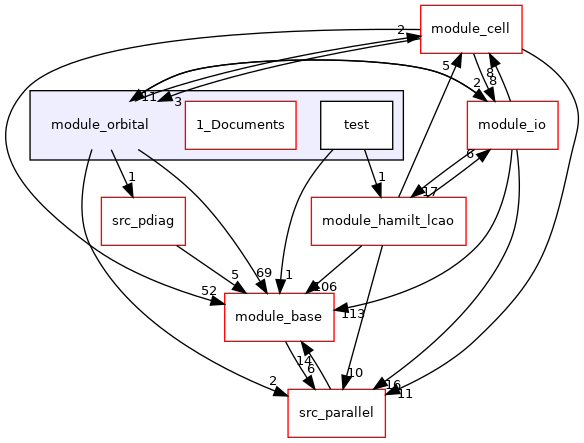 module_cell
2
5
8
8
2
11
3
module_orbital
1_Documents
test
module_io
6
1
1
17
src_pdiag
module_hamilt_lcao
5
69
1
106
52
113
module_base
14
6
10
2
16
11
src_parallel